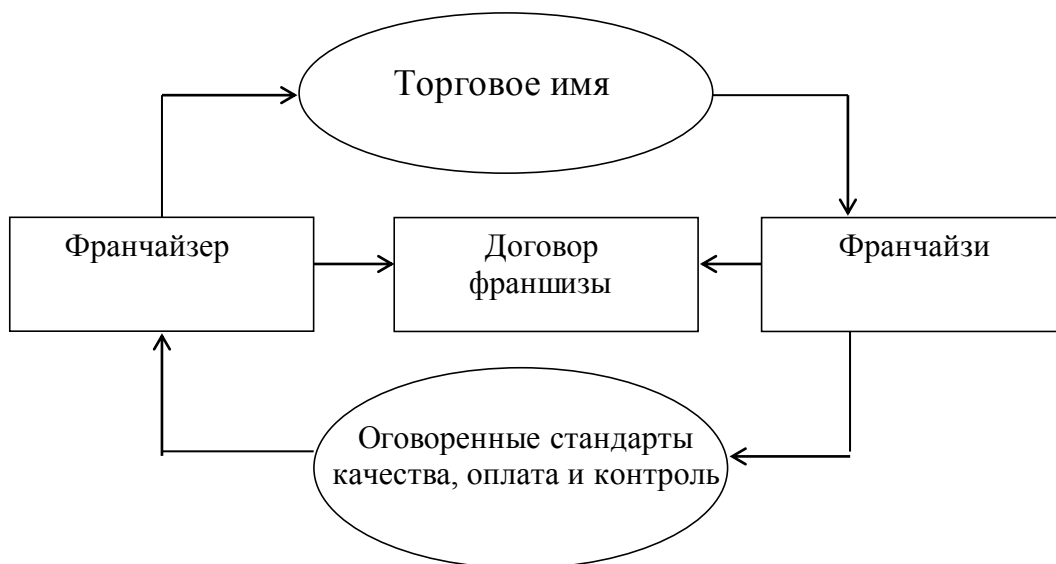 Торговое имя
Франчайзер
Договор
франшизы
Франчайзи
Оговоренные стандарты
качества, оплата и контроль